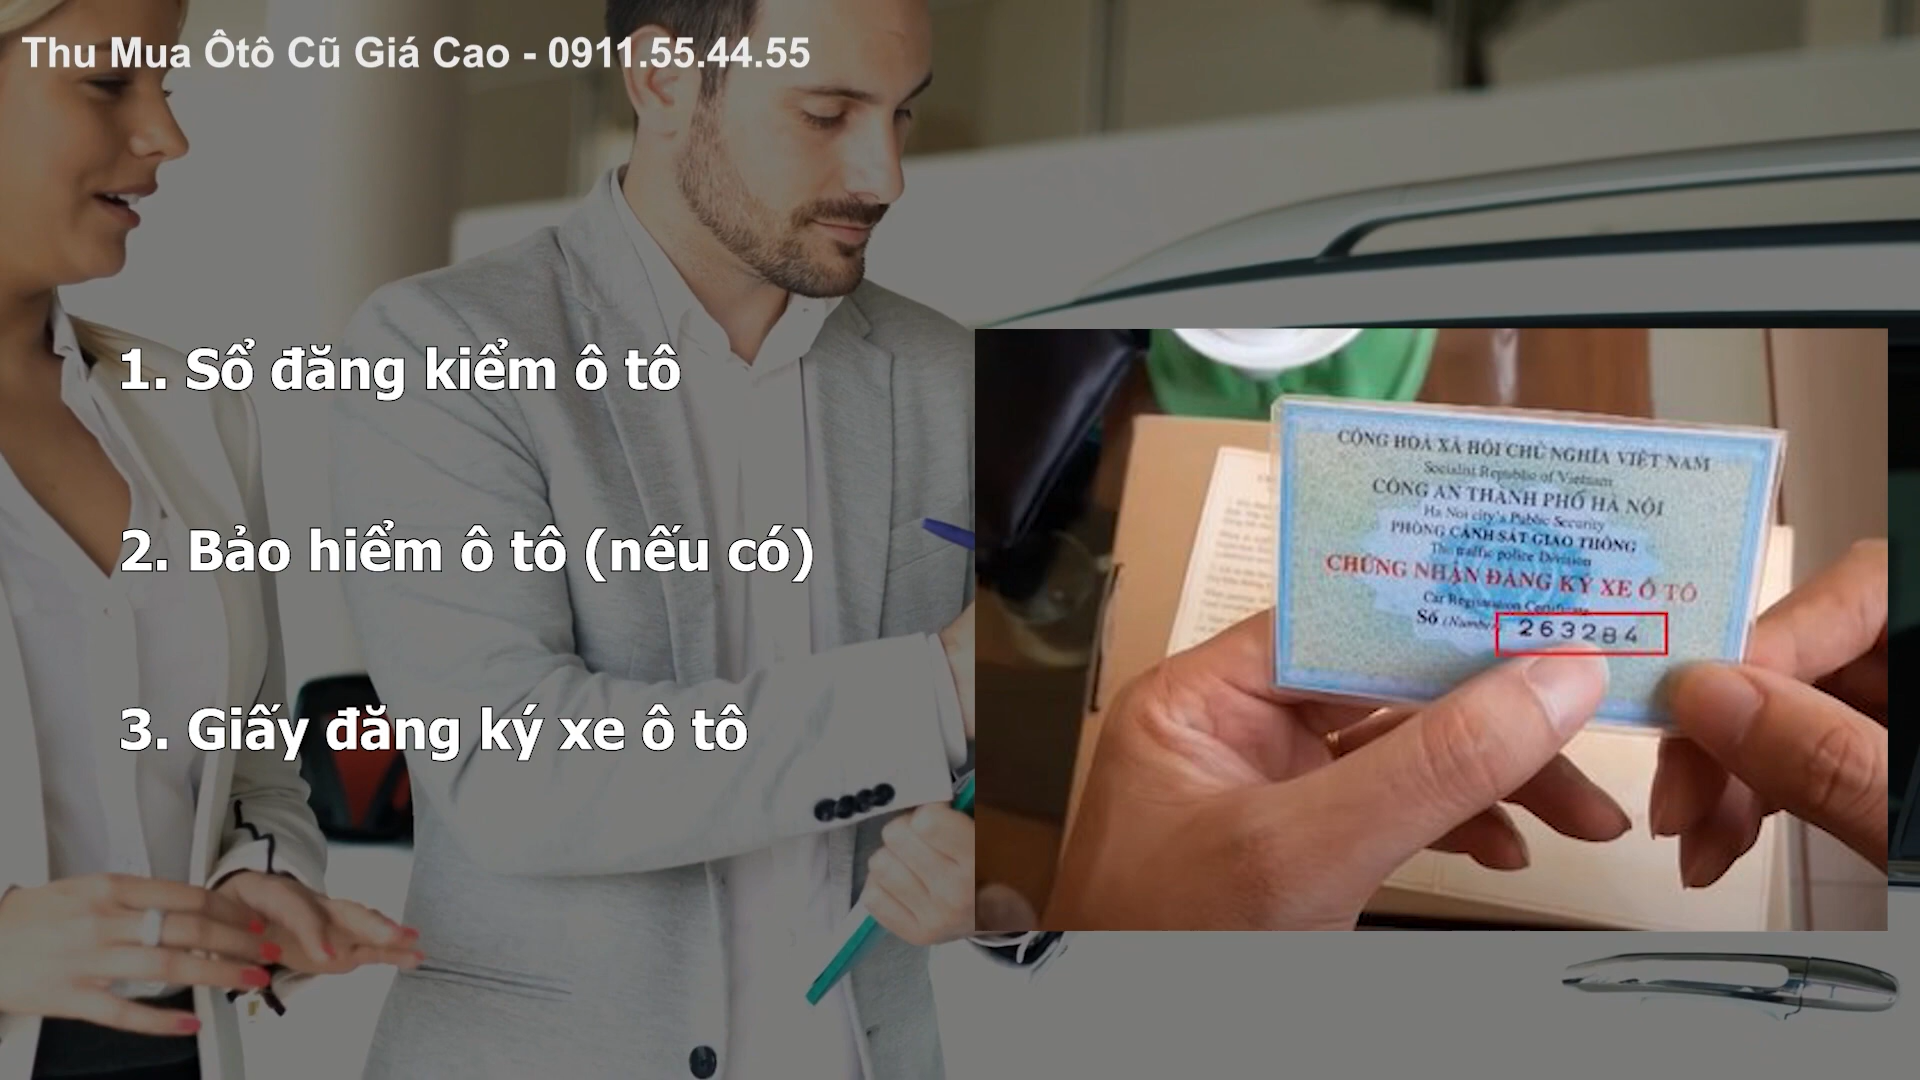 Thu Mua Ôtô Cũ Giá Cao - 0911.55.44.55
1. Sổ đăng kiểm ô tô
2. Bảo hiểm ô tô (nếu có)
3. Giấy đăng ký xe ô tô
CỘNG HOÀ XÃ HỘI CHỦ NGHĨA VIỆT NAM
Socialist Republic of Vietnam
CÔNG AN THÀNH PHỐ HÀ NỘI
Ha Noi city's Public Security
PHÒNG CẢNH SÁT GIAO THÔNG
The traffic police Division
CHỨNG NHẬN ĐĂNG KÝ XE Ô TÔ
Car Registration Certificate
Số (Number) 263284